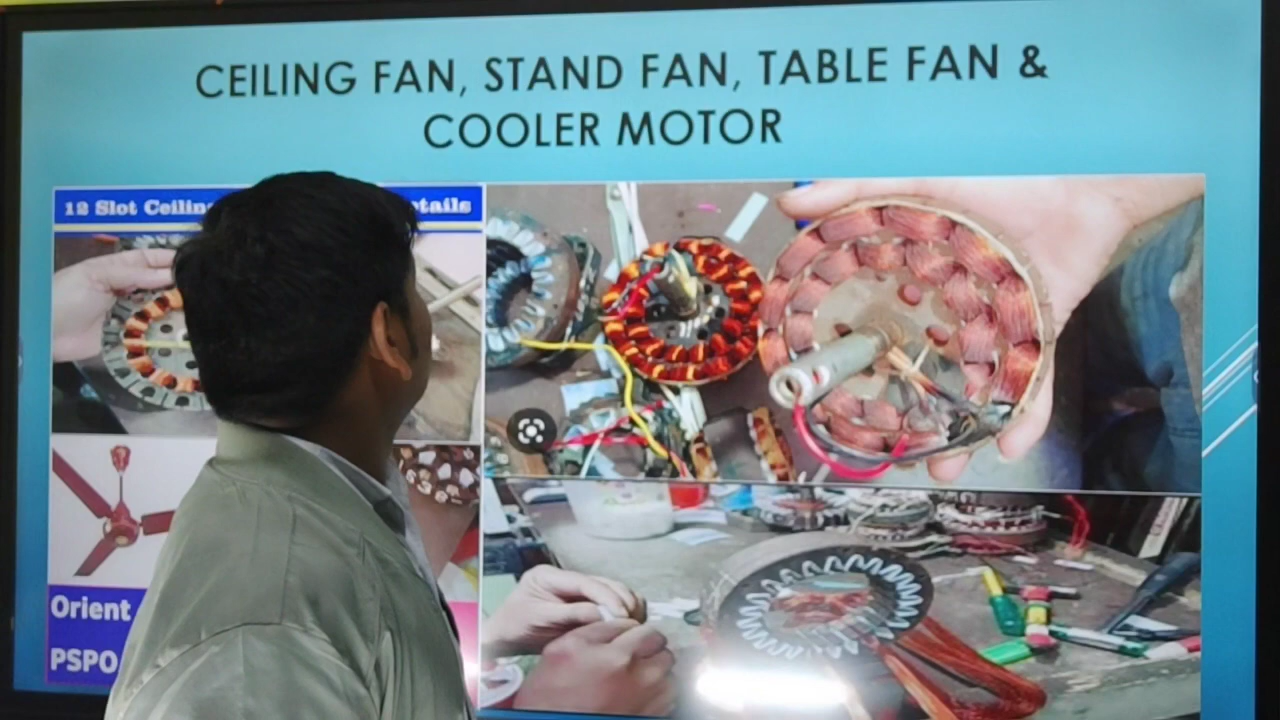 CEILING FAN, STAND FAN, TABLE FAN &
COOLER MOTOR
12 Slot Ceiling etails
Orient
PSPO